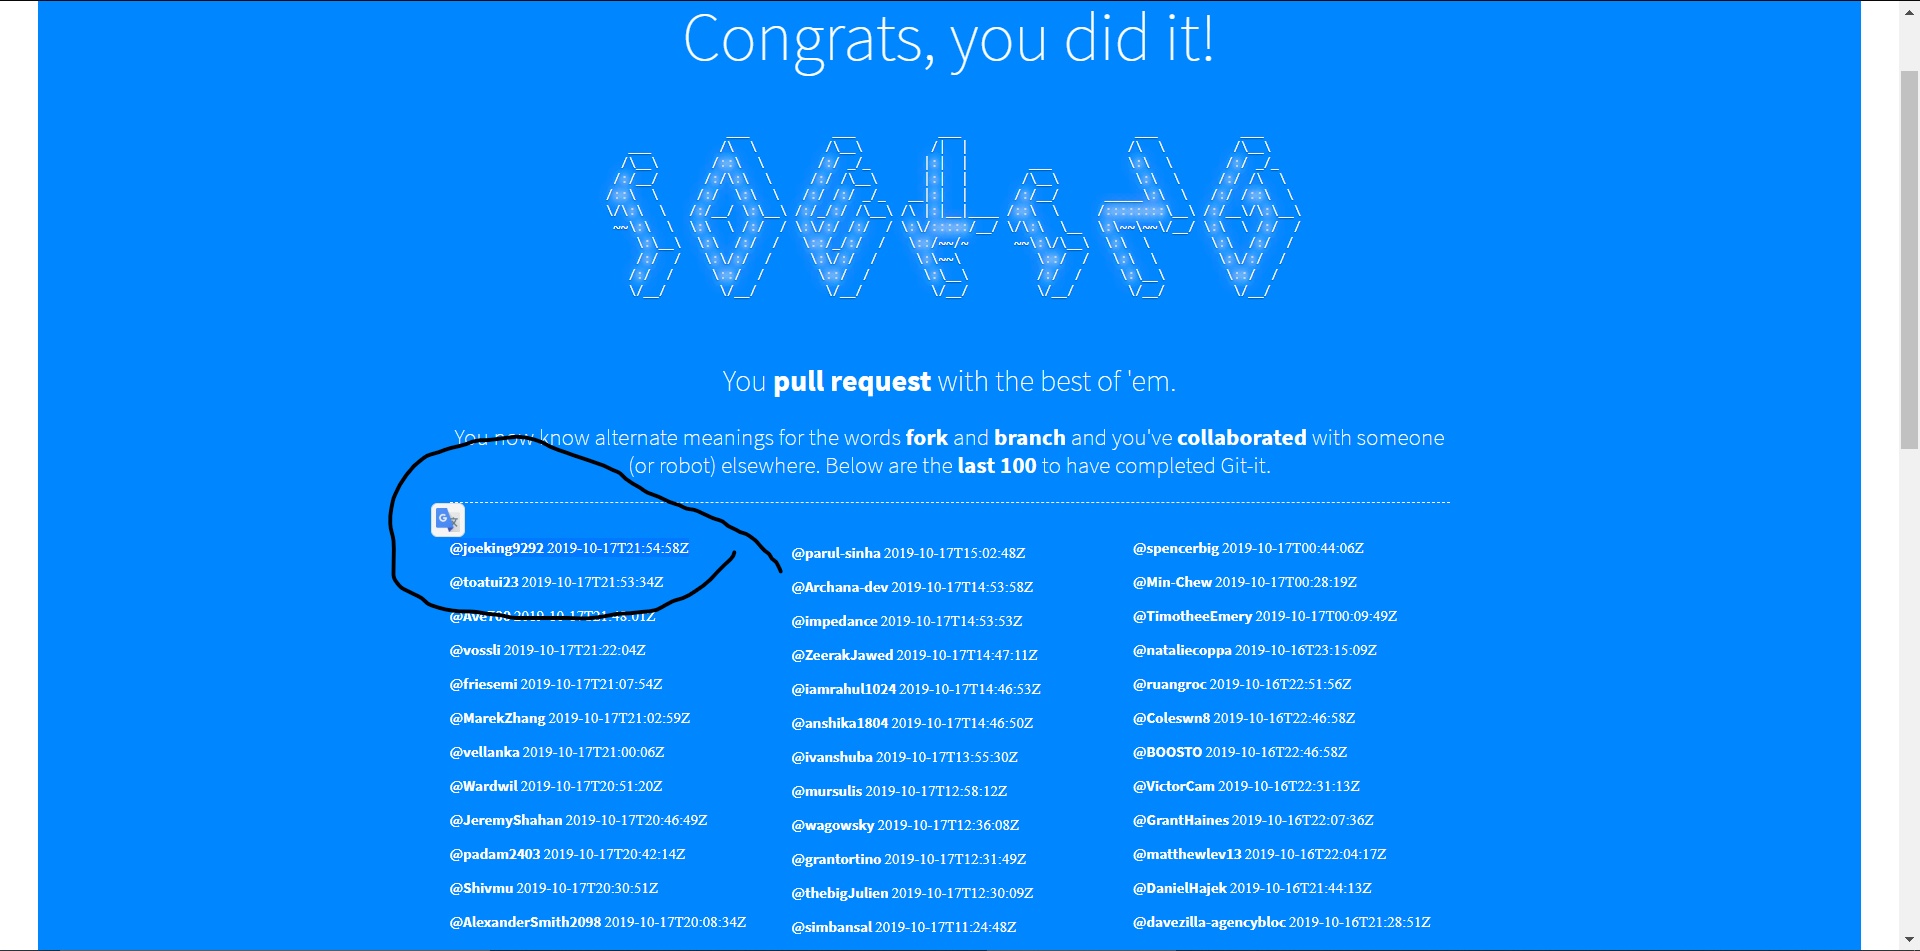 Congrats, you did it!
You pull request with the best of 'em.
You now know alternate meanings for the words fork and branch and you've collaborated with someone
(or robot) elsewhere. Below are the last 100 to have completed Git-it.
@joeking9292 2019-10-17T21:54:58Z
@toatui23 2019-10-17T21:53:34Z
@Ave700 2019-10-17T21:48:01Z
@vossli 2019-10-17T21:22:04Z
@friesemi 2019-10-17T21:07:54Z
@MarekZhang 2019-10-17T21:02:59Z
@vellanka 2019-10-17T21:00:06Z
@Wardwil 2019-10-17T20:51:20Z
@JeremyShahan 2019-10-17T20:46:49Z
@padam2403 2019-10-17T20:42:14Z
@Shivmu 2019-10-17T20:30:51Z
@AlexanderSmith2098 2019-10-17T20:08:34Z
@parul-sinha 2019-10-17T15:02:48Z
@Archana-dev 2019-10-17T14:53:58Z
@impedance 2019-10-17T14:53:53Z
@ZeerakJawed 2019-10-17T14:47:11Z
@iamrahul1024 2019-10-17T14:46:53Z
@anshika1804 2019-10-17T14:46:50Z
@ivanshuba 2019-10-17T13:55:30Z
@mursulis 2019-10-17T12:58:12Z
@wagowsky 2019-10-17T12:36:08Z
@grantortino 2019-10-17T12:31:49Z
@thebigJulien 2019-10-17T12:30:09Z
@simbansal 2019-10-17T11:24:48Z
@spencerbig 2019-10-17T00:44:06Z
@Min-Chew 2019-10-17T00:28:19Z
@TimotheeEmery 2019-10-17T00:09:49Z
@nataliecoppa 2019-10-16T23:15:09Z
@ruangroc 2019-10-16T22:51:56Z
@Coleswn8 2019-10-16T22:46:58Z
@BOOSTO 2019-10-16T22:46:58Z
@VictorCam 2019-10-16T22:31:13Z
@GrantHaines 2019-10-16T22:07:36Z
@matthewlev13 2019-10-16T22:04:17Z
@DanielHajek 2019-10-16T21:44:13Z
@davezilla-agencybloc 2019-10-16T21:28:51Z